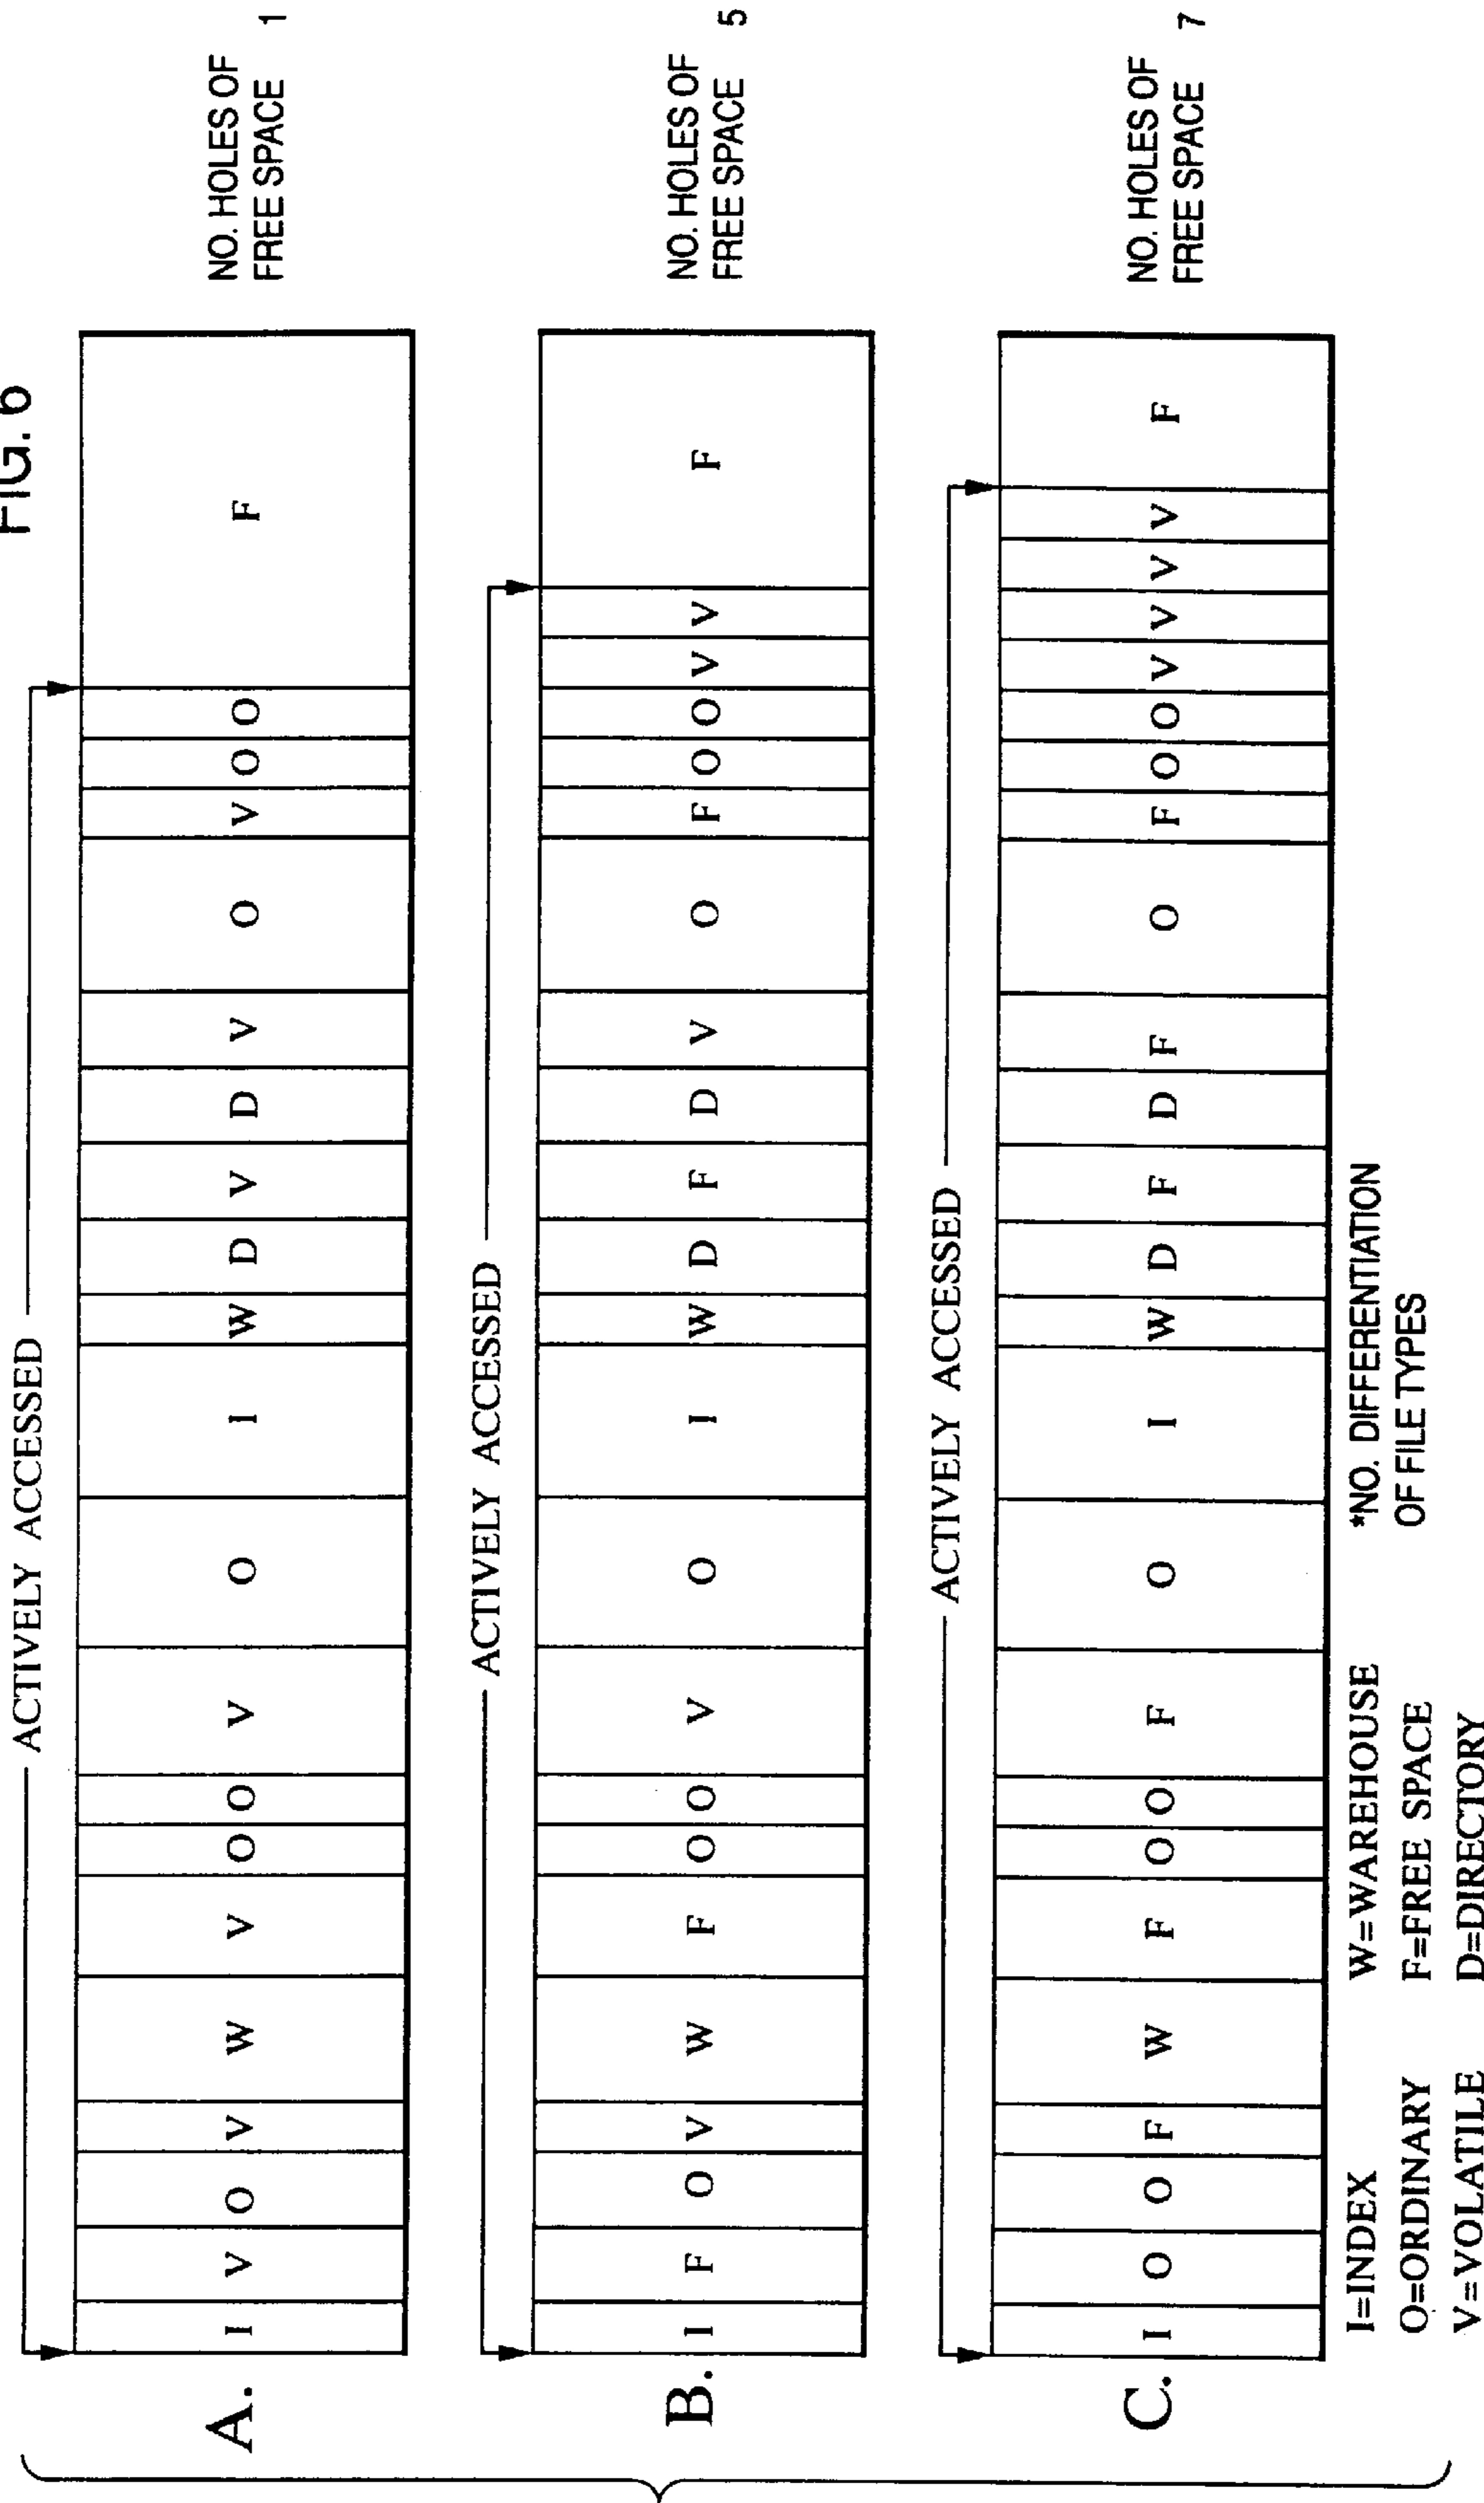 FIG. 6
ACTIVELY ACCESSED
A. I V O V W V O O V O I W D V D V O V O O F
NO. HOLES OF
FREE SPACE 1
ACTIVELY ACCESSED
B. I F O V W F O O V O I W D F D V O F O O V V F
NO. HOLES OF
FREE SPACE 5
ACTIVELY ACCESSED
C. I O O F W F O O F O I W D F D F O F O O V V V V F
NO. HOLES OF
FREE SPACE 7
I=INDEX W=WAREHOUSE *NO. DIFFERENTIATION
O=ORDINARY F=FREE SPACE OF FILE TYPES
V=VOLATILE D=DIRECTORY